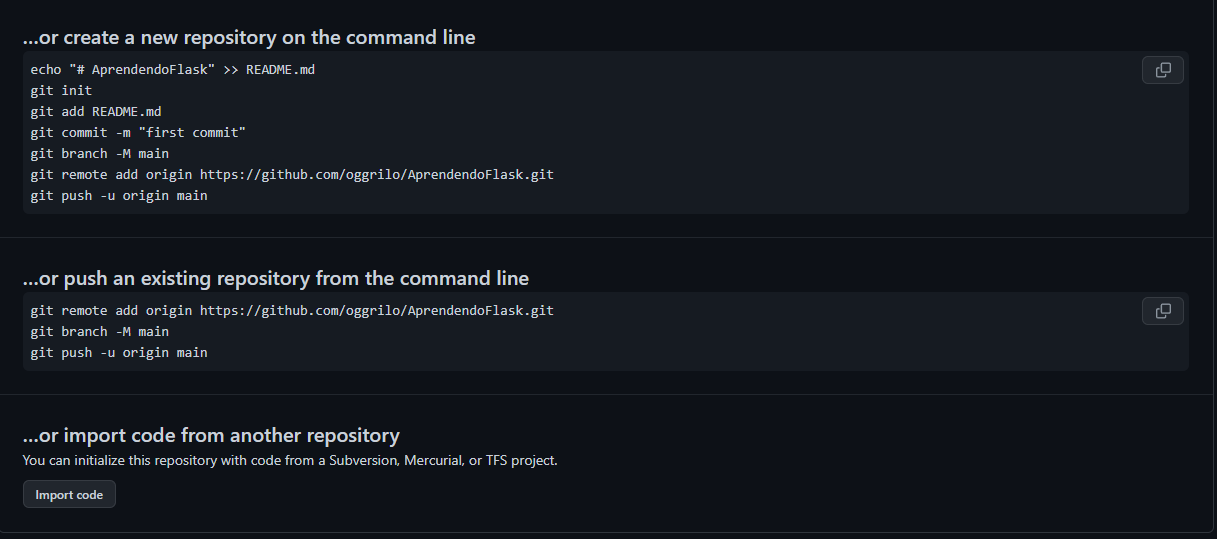 ...or create a new repository on the command line
echo "# AprendendoFlask" >> README.md
git init
git add README.md
git commit -m "first commit"
git branch -M main
git remote add origin https://github.com/oggrilo/AprendendoFlask.git
git push -u origin main
...or push an existing repository from the command line
git remote add origin https://github.com/oggrilo/AprendendoFlask.git
git branch -M main
git push -u origin main
...or import code from another repository
You can initialize this repository with code from a Subversion, Mercurial, or TFS project.
Import code